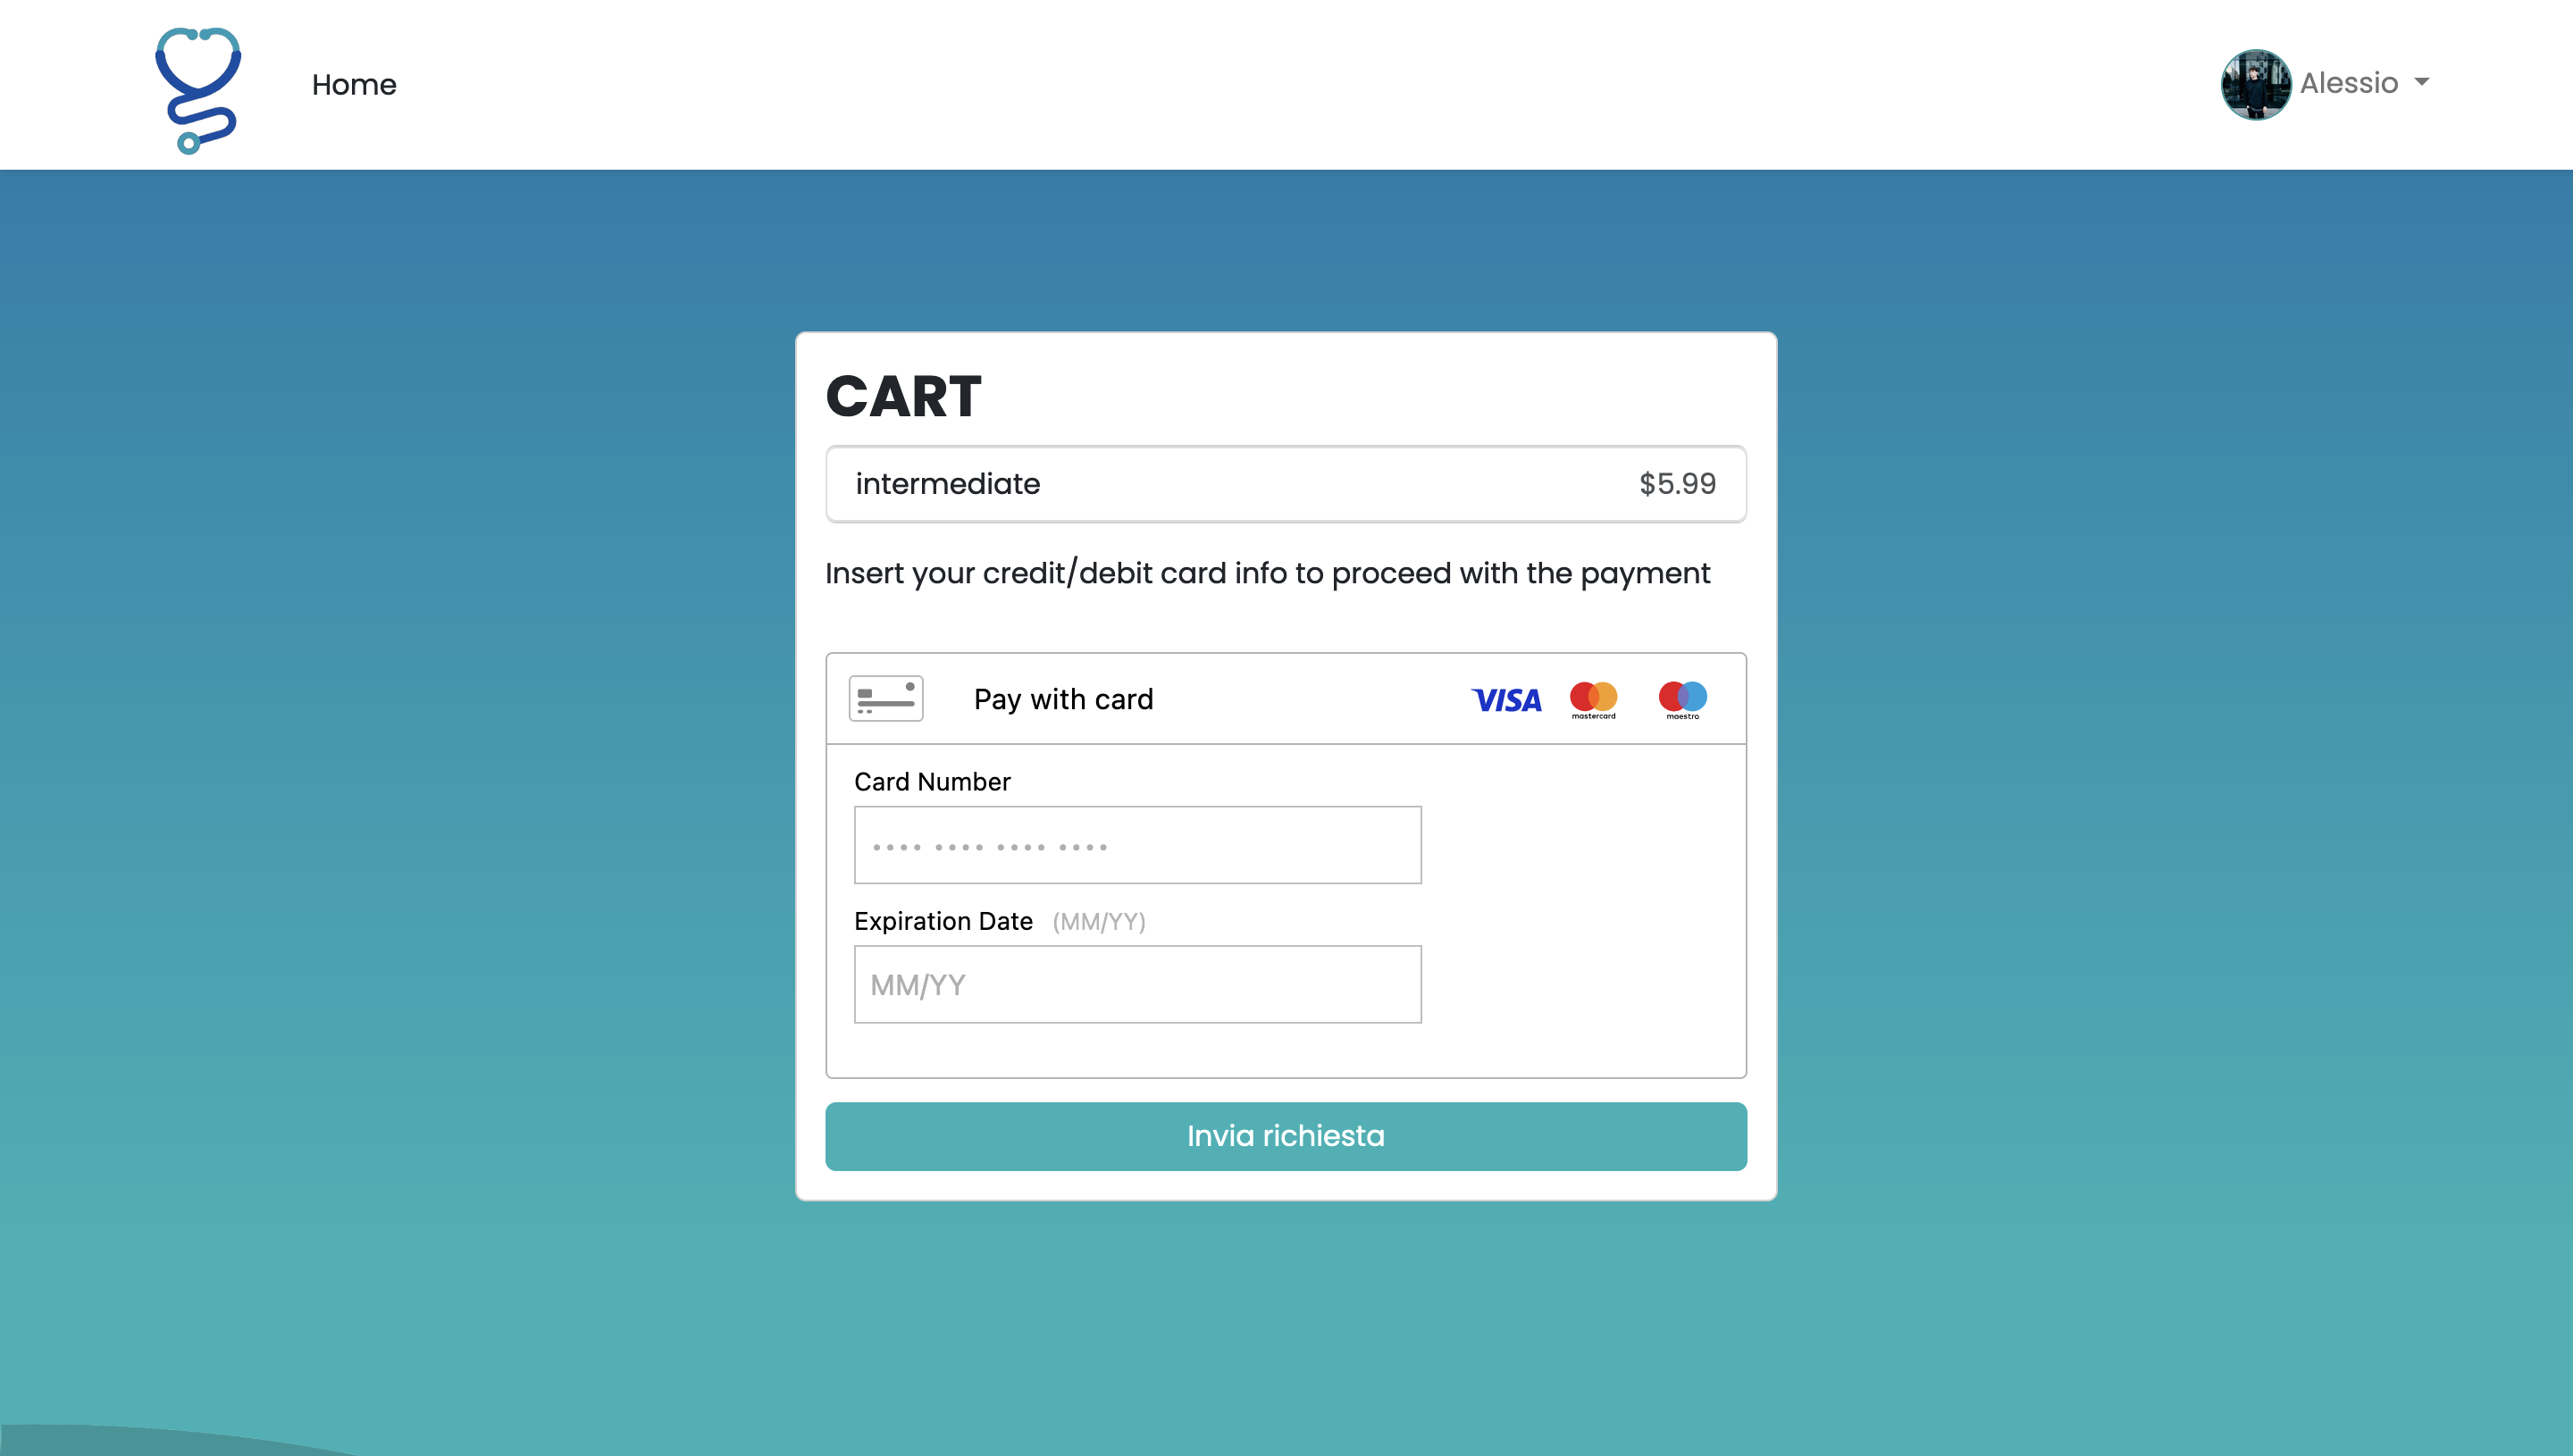 Home
Alessio
CART
intermediate $5.99
Insert your credit/debit card info to proceed with the payment
Pay with card VISA mastercard maestro
Card Number
•••• •••• •••• ••••
Expiration Date (MM/YY)
MM/YY
Invia richiesta